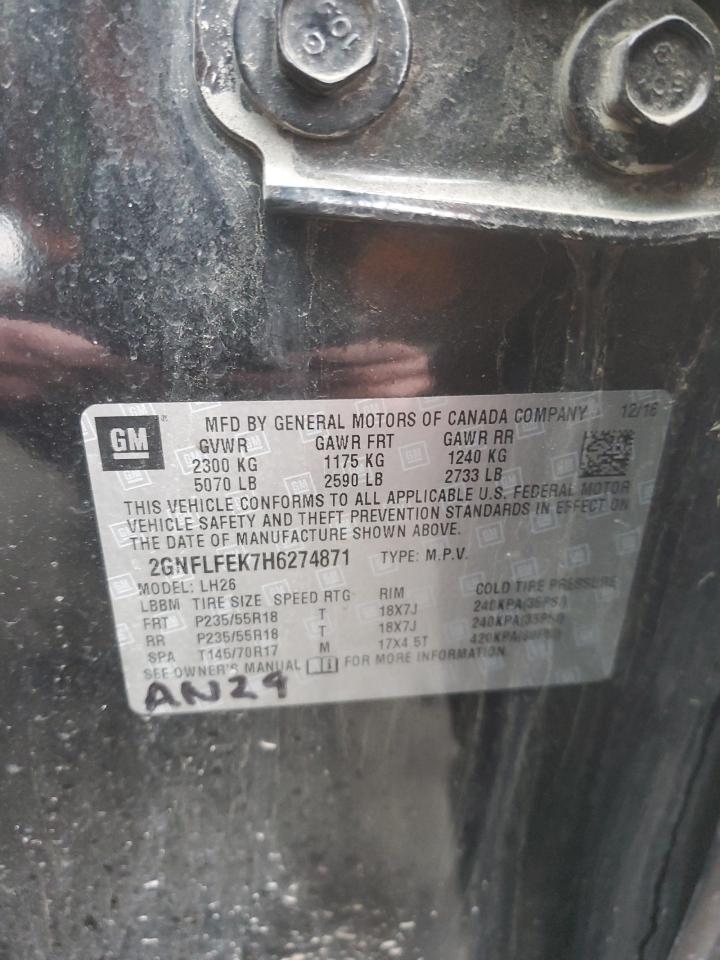 GM
MFD BY GENERAL MOTORS OF CANADA COMPANY 12/16
GVWR GAWR FRT GAWR RR
2300 KG 1175 KG 1240 KG
5070 LB 2590 LB 2733 LB
THIS VEHICLE CONFORMS TO ALL APPLICABLE U.S. FEDERAL MOTOR
VEHICLE SAFETY AND THEFT PREVENTION STANDARDS IN EFFECT ON
THE DATE OF MANUFACTURE SHOWN ABOVE.
2GNFLFEK7H6274871 TYPE: M.P.V.
MODEL: LH26
LBBM TIRE SIZE SPEED RTG RIM COLD TIRE PRESSURE
FRT P235/55R18 T 18X7J 240KPA(35PSI)
RR P235/55R18 T 18X7J 240KPA(35PSI)
SPA T145/70R17 M 17X4.5T 420KPA(60PSI)
SEE OWNER'S MANUAL FOR MORE INFORMATION
AN29